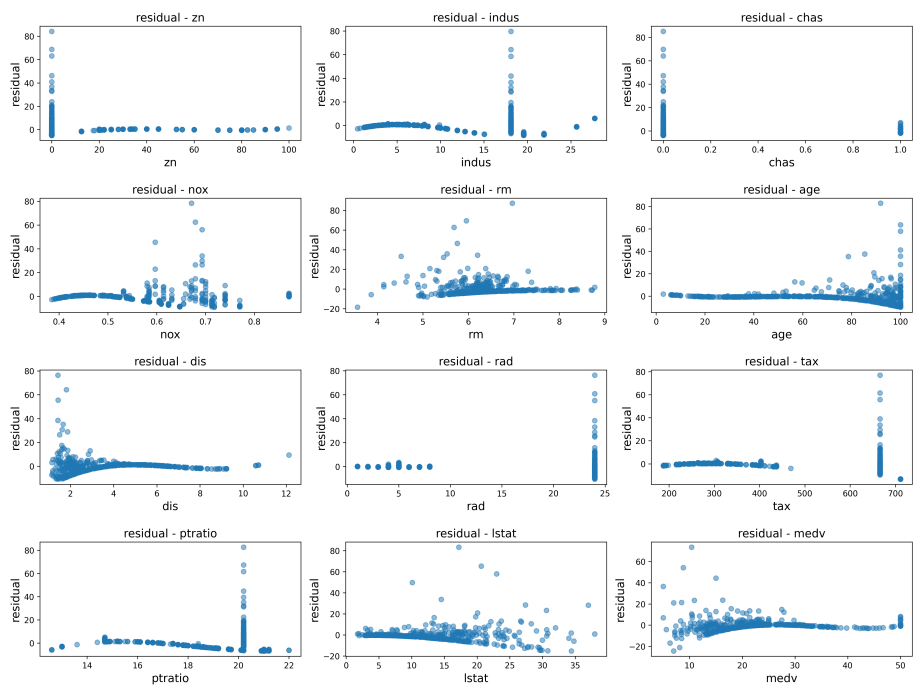 residual - zn
residual
80
60
40
20
0
0 20 40 60 80 100
zn
residual - indus
residual
80
60
40
20
0
0 5 10 15 20 25
indus
residual - chas
residual
80
60
40
20
0
0.0 0.2 0.4 0.6 0.8 1.0
chas
residual - nox
residual
80
60
40
20
0
0.4 0.5 0.6 0.7 0.8
nox
residual - rm
residual
80
60
40
20
0
−20
4 5 6 7 8 9
rm
residual - age
residual
80
60
40
20
0
0 20 40 60 80 100
age
residual - dis
residual
80
60
40
20
0
2 4 6 8 10 12
dis
residual - rad
residual
80
60
40
20
0
0 5 10 15 20 25
rad
residual - tax
residual
80
60
40
20
0
200 300 400 500 600 700
tax
residual - ptratio
residual
80
60
40
20
0
14 16 18 20 22
ptratio
residual - lstat
residual
80
60
40
20
0
−20
0 5 10 15 20 25 30 35
lstat
residual - medv
residual
60
40
20
0
−20
10 20 30 40 50
medv